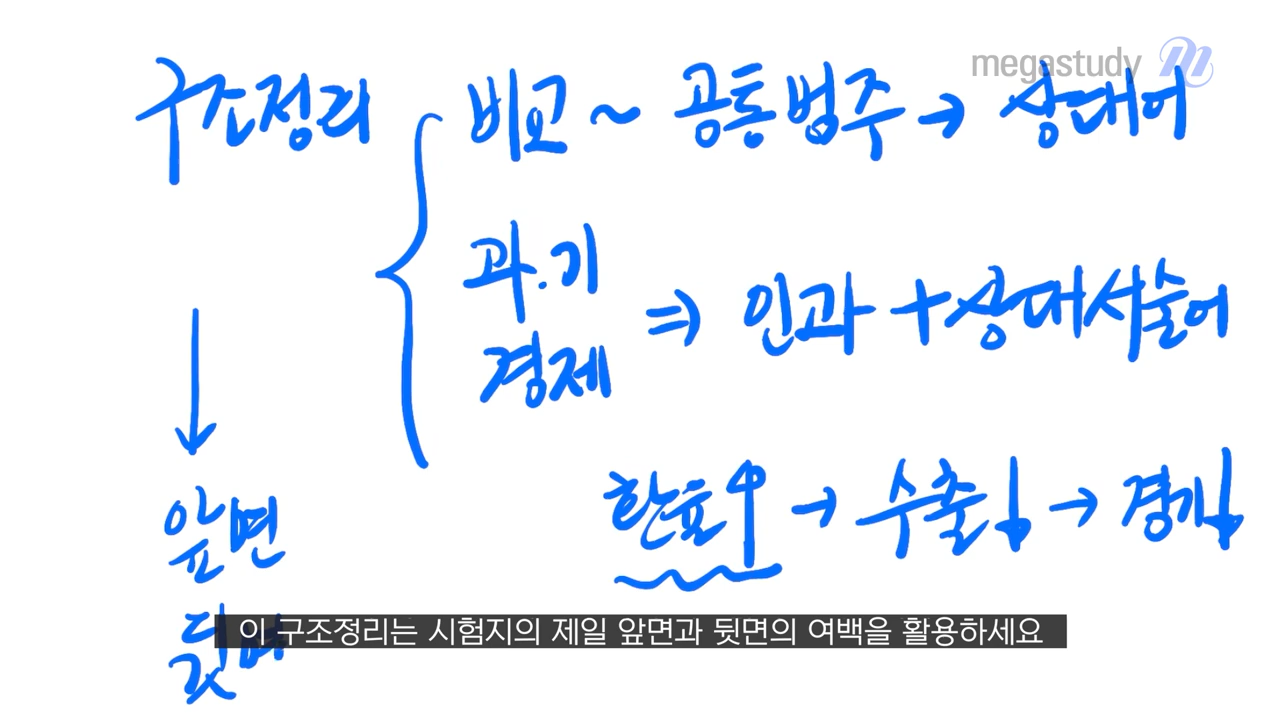 megastudy
구조정리 { 비교 ~ 공통범주 → 상대어
과·기
경제 ⇒ 인과 + 상대서술어
환율↑ → 수출↓ → 경기↓
↓
앞면
뒷면
이 구조정리는 시험지의 제일 앞면과 뒷면의 여백을 활용하세요